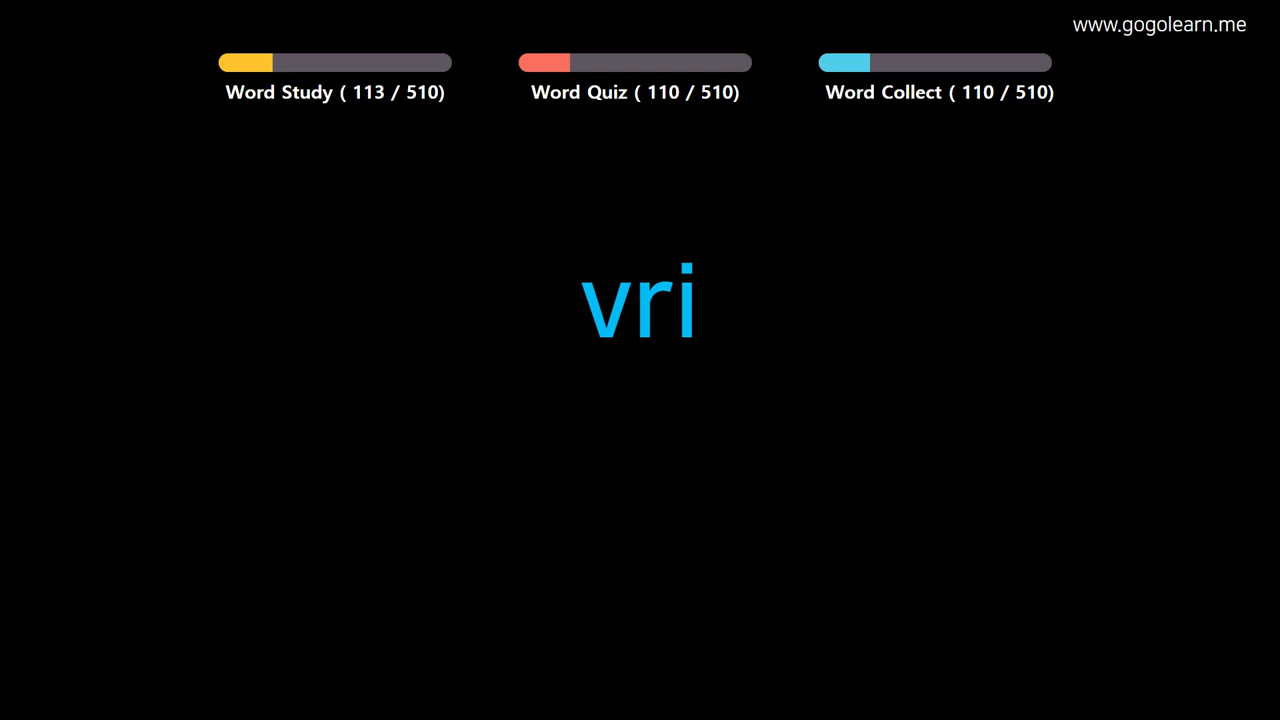 www.gogolearn.me
Word Study ( 113 / 510)
Word Quiz ( 110 / 510)
Word Collect ( 110 / 510)
vri